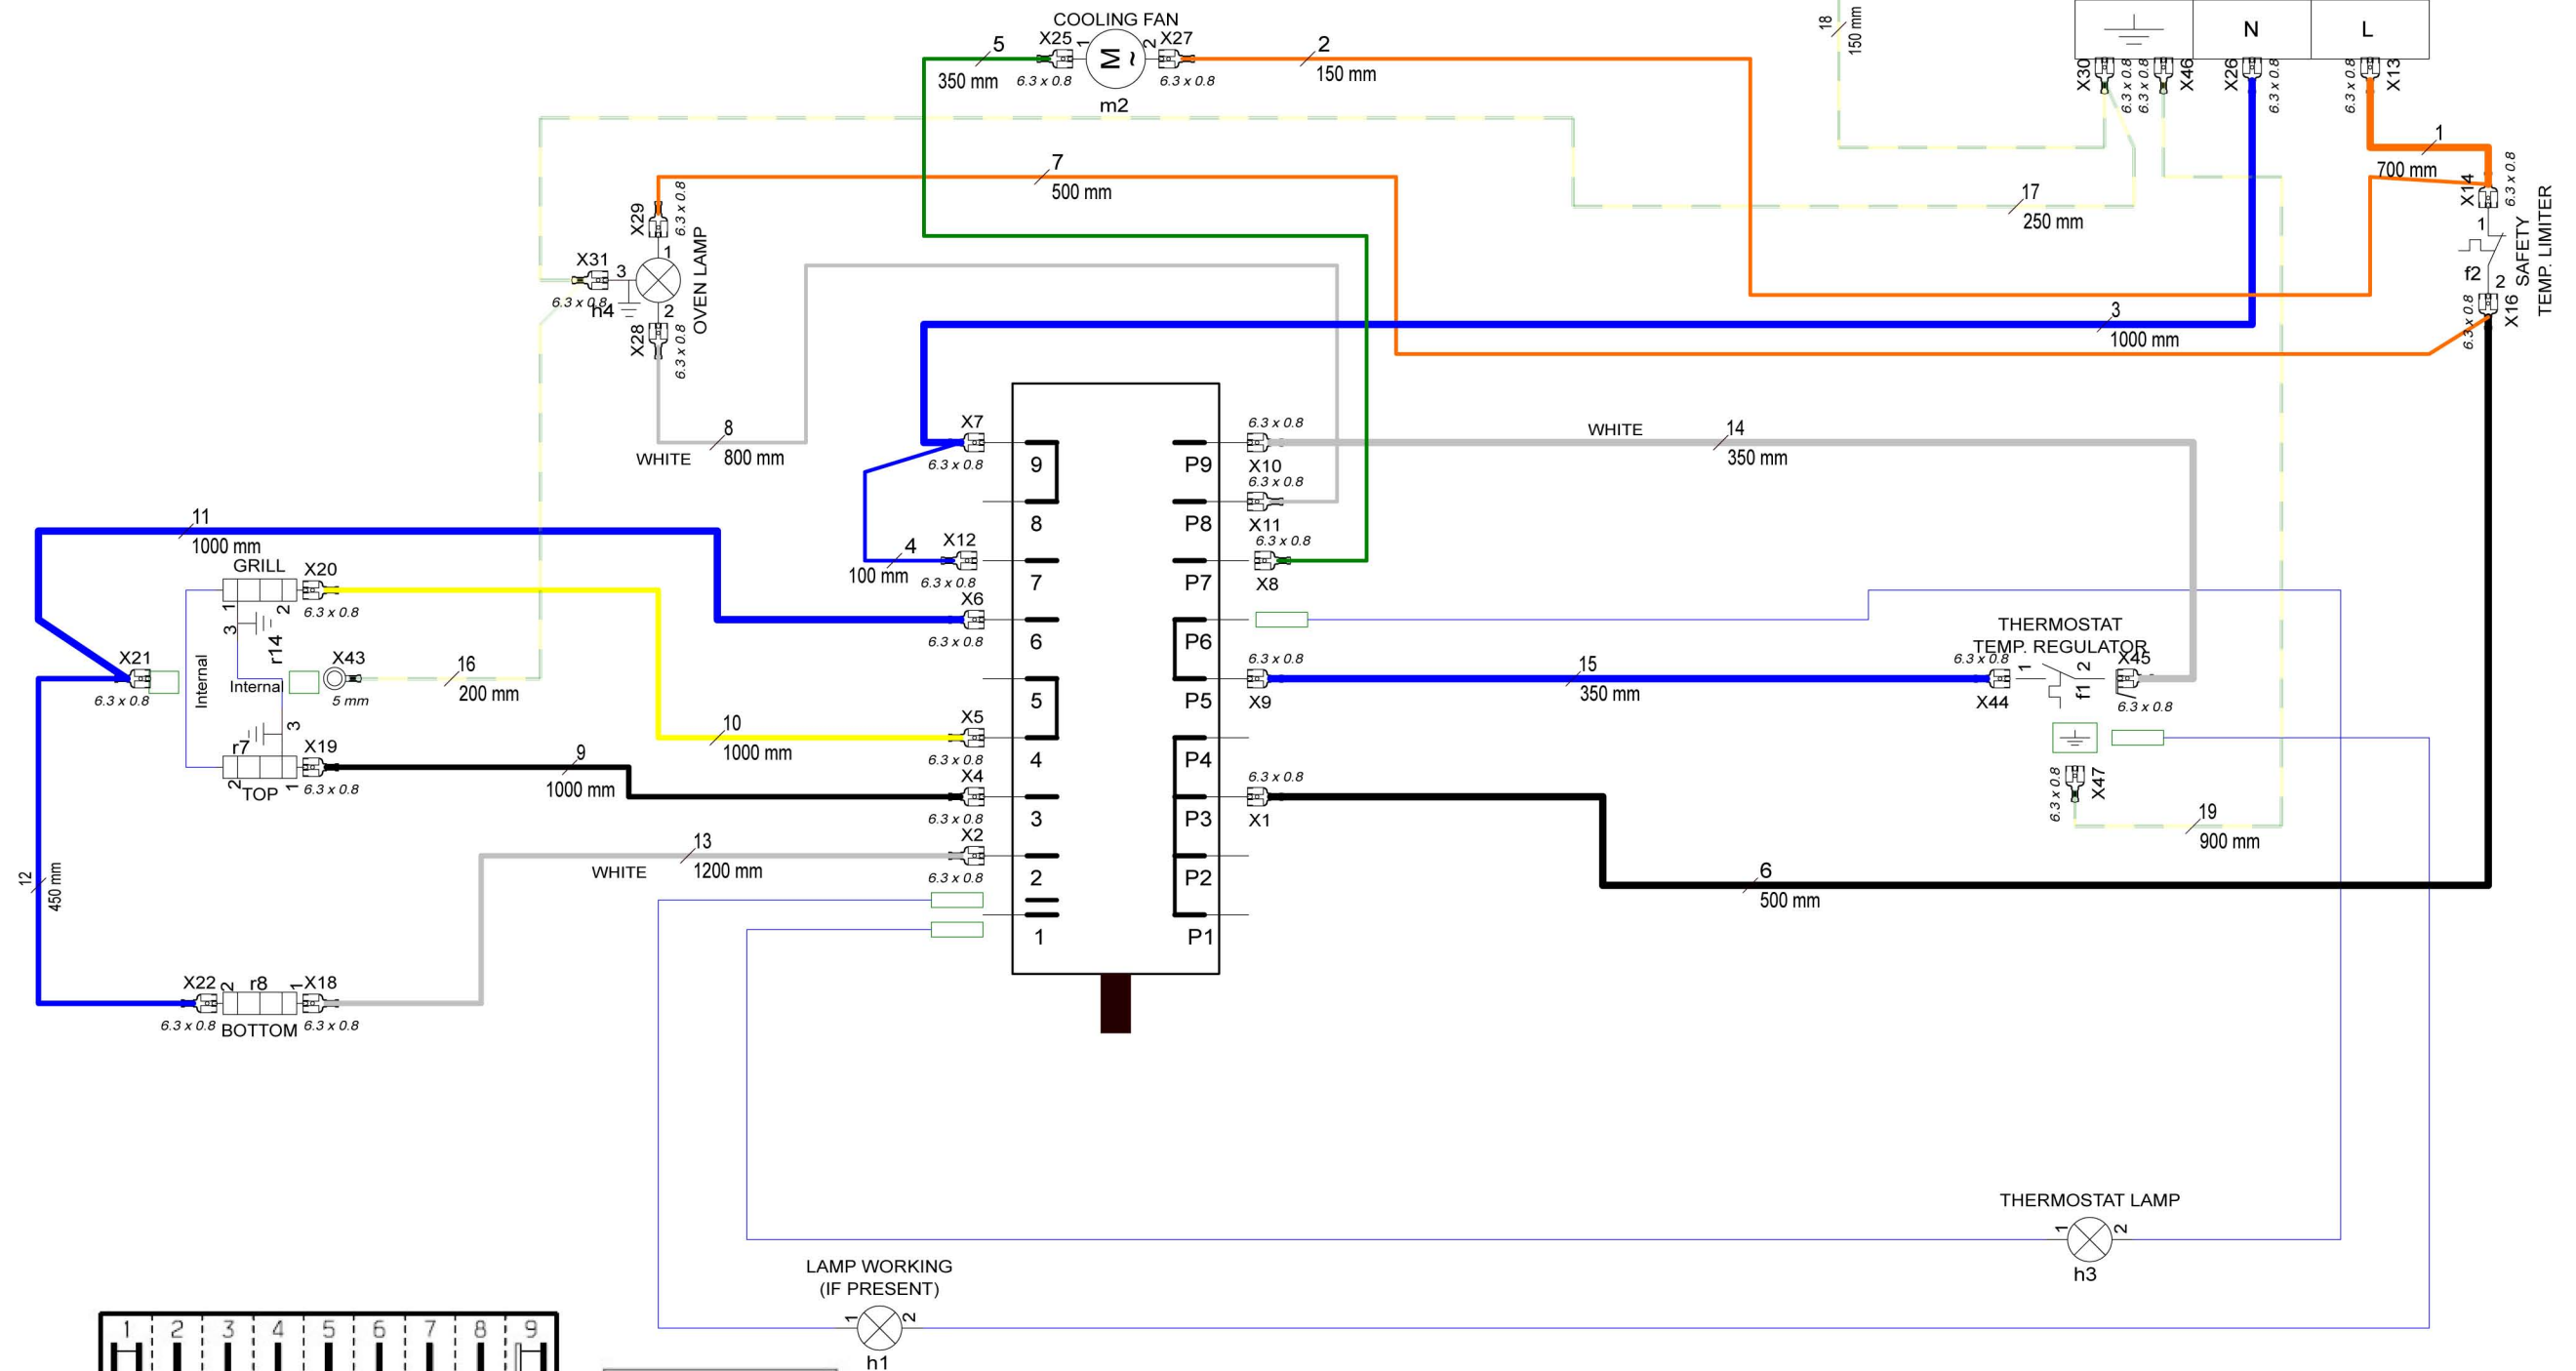 COOLING FAN
X25
1
M
~
2
X27
5
350 mm
6.3 x 0.8
6.3 x 0.8
m2
2
150 mm
18
150 mm
N
L
X30
6.3 x 0.8
6.3 x 0.8
X46
X26
6.3 x 0.8
6.3 x 0.8
X13
1
700 mm
X14
6.3 x 0.8
1
f2
2
SAFETY
TEMP. LIMITER
6.3 x 0.8
X16
7
500 mm
17
250 mm
X29
6.3 x 0.8
1
X31
3
6.3 x 0.8
h4
2
OVEN LAMP
X28
6.3 x 0.8
3
1000 mm
8
WHITE
800 mm
X7
6.3 x 0.8
9
P9
6.3 x 0.8
X10
WHITE
14
350 mm
8
P8
6.3 x 0.8
X11
4
100 mm
X12
6.3 x 0.8
7
P7
6.3 x 0.8
X8
11
1000 mm
GRILL
X20
1
2
6.3 x 0.8
3
r14
X6
6.3 x 0.8
6
P6
THERMOSTAT
TEMP. REGULATOR
X21
6.3 x 0.8
Internal
Internal
X43
5 mm
16
200 mm
5
P5
6.3 x 0.8
X9
15
350 mm
6.3 x 0.8
X44
1
2
f1
X45
6.3 x 0.8
10
1000 mm
X5
6.3 x 0.8
4
P4
3
r7
2
TOP
1
X19
6.3 x 0.8
9
1000 mm
X4
6.3 x 0.8
3
P3
6.3 x 0.8
X1
6.3 x 0.8
X47
19
900 mm
13
WHITE
1200 mm
X2
6.3 x 0.8
2
P2
6
500 mm
12
450 mm
1
P1
X22
2
r8
1
X18
6.3 x 0.8
BOTTOM
6.3 x 0.8
THERMOSTAT LAMP
1
2
h3
LAMP WORKING
(IF PRESENT)
1
2
h1
1 2 3 4 5 6 7 8 9